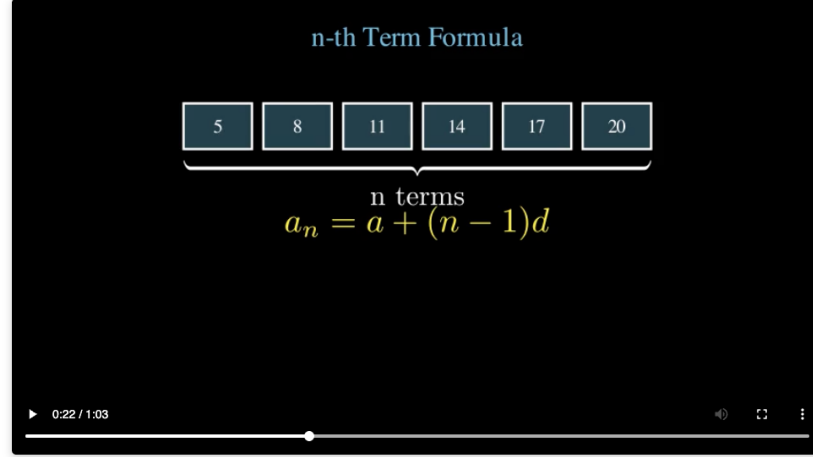 n-th Term Formula
5 8 11 14 17 20
n terms
aₙ = a + (n − 1)d
0:22 / 1:03